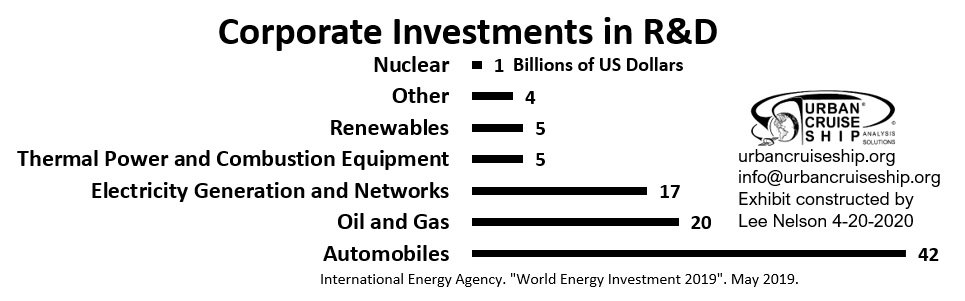 Corporate Investments in R&D
Nuclear 1 Billions of US Dollars
Other 4
Renewables 5
Thermal Power and Combustion Equipment 5
Electricity Generation and Networks 17
Oil and Gas 20
Automobiles 42
URBAN®
CRUISE
SHIP ANALYSIS
SOLUTIONS
urbancruiseship.org
info@urbancruiseship.org
Exhibit constructed by
Lee Nelson 4-20-2020
International Energy Agency. "World Energy Investment 2019". May 2019.